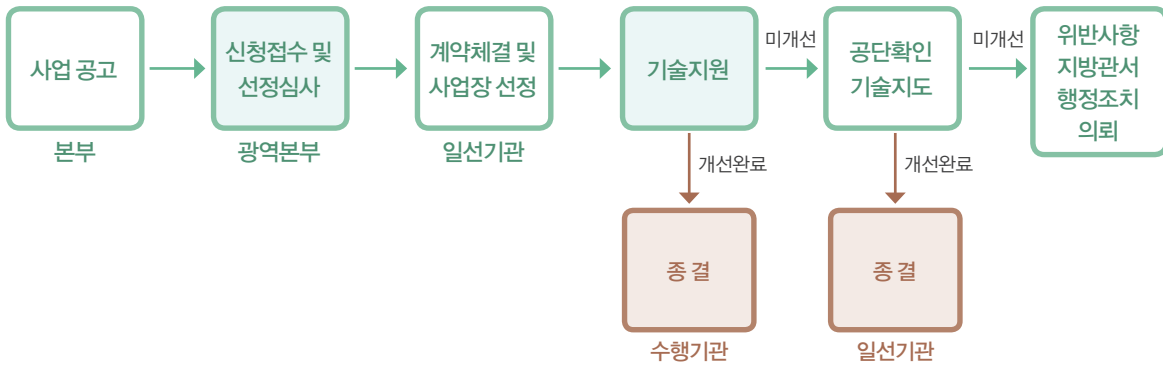 사업 공고
본부
신청접수 및
선정심사
광역본부
계약체결 및
사업장 선정
일선기관
기술지원
미개선
공단확인
기술지도
미개선
위반사항
지방관서
행정조치
의뢰
개선완료
종 결
수행기관
개선완료
종 결
일선기관